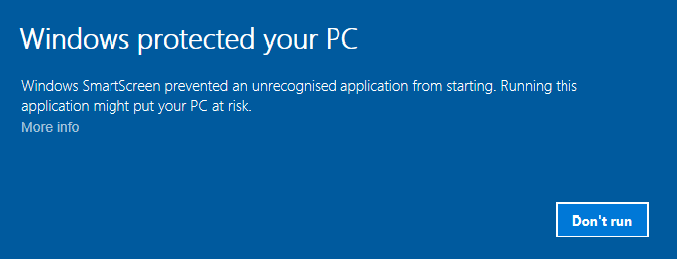 Windows protected your PC
Windows SmartScreen prevented an unrecognised application from starting. Running this
application might put your PC at risk.
More info
Don't run